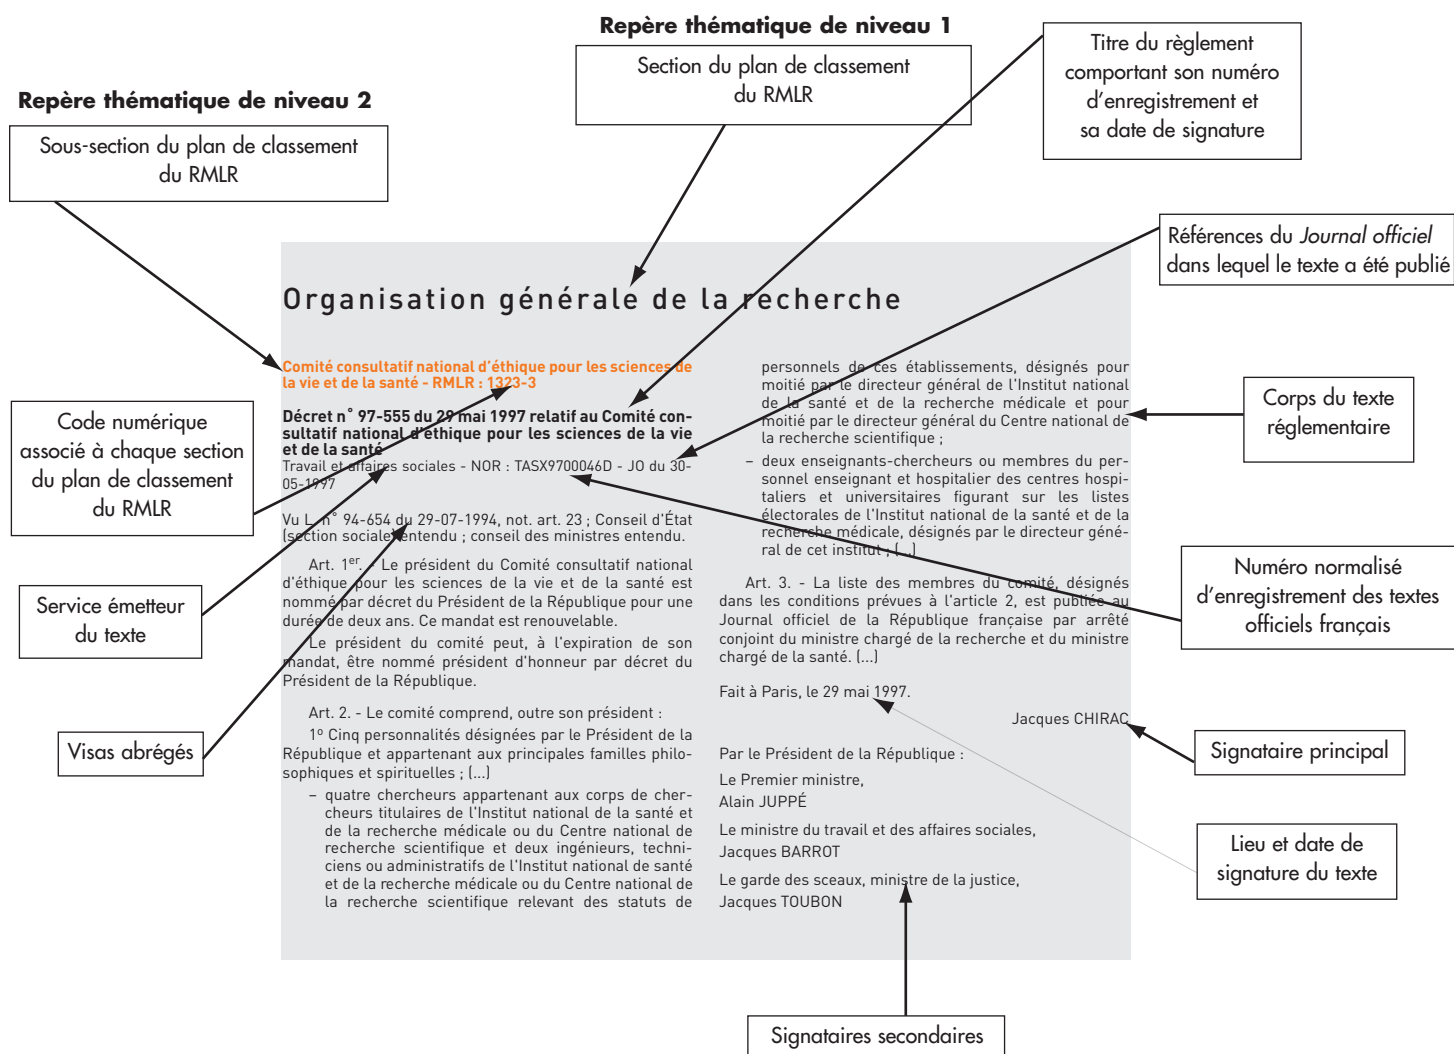 Repère thématique de niveau 1
Section du plan de classement
du RMLR
Titre du règlement
comportant son numéro
d'enregistrement et
sa date de signature
Repère thématique de niveau 2
Sous-section du plan de classement
du RMLR
Références du Journal officiel
dans lequel le texte a été publié
Organisation générale de la recherche
Comité consultatif national d'éthique pour les sciences de
la vie et de la santé - RMLR : 1323-3
Décret n° 97-555 du 29 mai 1997 relatif au Comité con-
sultatif national d'éthique pour les sciences de la vie
et de la santé
Travail et affaires sociales - NOR : TASX9700046D - JO du 30-
05-1997
Vu L. n° 94-654 du 29-07-1994, not. art. 23 ; Conseil d'État
(section sociale) entendu ; conseil des ministres entendu.
Art. 1er. - Le président du Comité consultatif national
d'éthique pour les sciences de la vie et de la santé est
nommé par décret du Président de la République pour une
durée de deux ans. Ce mandat est renouvelable.
Le président du comité peut, à l'expiration de son
mandat, être nommé président d'honneur par décret du
Président de la République.
Art. 2. - Le comité comprend, outre son président :
1º Cinq personnalités désignées par le Président de la
République et appartenant aux principales familles philo-
sophiques et spirituelles ; (...)
– quatre chercheurs appartenant aux corps de cher-
cheurs titulaires de l'Institut national de la santé et
de la recherche médicale ou du Centre national de
recherche scientifique et deux ingénieurs, techni-
ciens ou administratifs de l'Institut national de santé
et de la recherche médicale ou du Centre national de
la recherche scientifique relevant des statuts de
personnels de ces établissements, désignés pour
moitié par le directeur général de l'Institut national
de la santé et de la recherche médicale et pour
moitié par le directeur général du Centre national de
la recherche scientifique ;
– deux enseignants-chercheurs ou membres du per-
sonnel enseignant et hospitalier des centres hospi-
taliers et universitaires figurant sur les listes
électorales de l'Institut national de la santé et de la
recherche médicale, désignés par le directeur géné-
ral de cet institut ; (...)
Art. 3. - La liste des membres du comité, désignés
dans les conditions prévues à l'article 2, est publiée au
Journal officiel de la République française par arrêté
conjoint du ministre chargé de la recherche et du ministre
chargé de la santé. (...)
Fait à Paris, le 29 mai 1997.
Jacques CHIRAC
Par le Président de la République :
Le Premier ministre,
Alain JUPPÉ
Le ministre du travail et des affaires sociales,
Jacques BARROT
Le garde des sceaux, ministre de la justice,
Jacques TOUBON
Code numérique
associé à chaque section
du plan de classement
du RMLR
Service émetteur
du texte
Visas abrégés
Corps du texte
réglementaire
Numéro normalisé
d'enregistrement des textes
officiels français
Signataire principal
Lieu et date de
signature du texte
Signataires secondaires